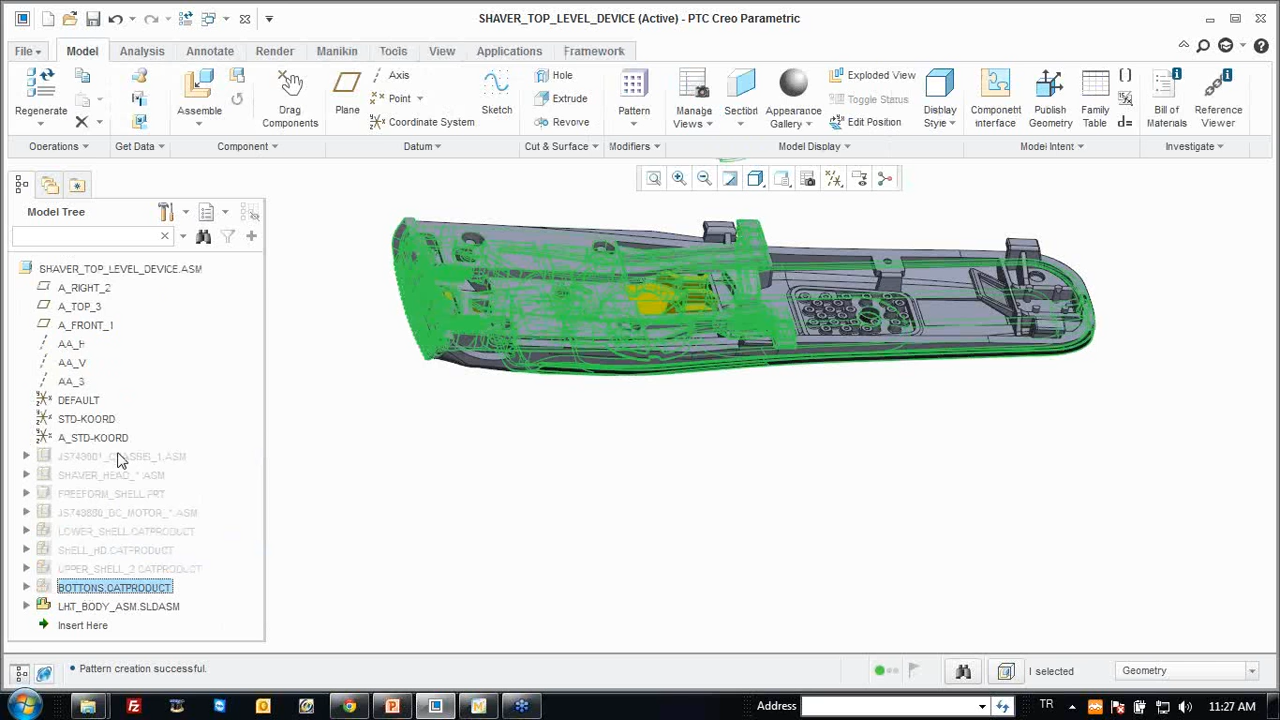 SHAVER_TOP_LEVEL_DEVICE (Active) - PTC Creo Parametric
File Model Analysis Annotate Render Manikin Tools View Applications Framework
Regenerate
Operations
Get Data
Assemble
Drag Components
Component
Plane
Axis
Point
Coordinate System
Sketch
Datum
Hole
Extrude
Revolve
Cut & Surface
Pattern
Modifiers
Manage Views
Section
Appearance Gallery
Exploded View
Toggle Status
Edit Position
Display Style
Model Display
Component Interface
Publish Geometry
Family Table
d=
Model Intent
Bill of Materials
Reference Viewer
Investigate
Model Tree
SHAVER_TOP_LEVEL_DEVICE.ASM
A_RIGHT_2
A_TOP_3
A_FRONT_1
AA_H
AA_V
AA_S
DEFAULT
STD-KOORD
A_STD-KOORD
SHAVER_HEAD_*.ASM
FREEFORM_SHELL.PRT
LOWER_SHELL.CATPRODUCT
SHELL_HD.CATPRODUCT
UPPER_SHELL_2.CATPRODUCT
BOTTONS.CATPRODUCT
LHT_BODY_ASM.SLDASM
Insert Here
• Pattern creation successful.
1 selected
Geometry
Address
TR
11:27 AM